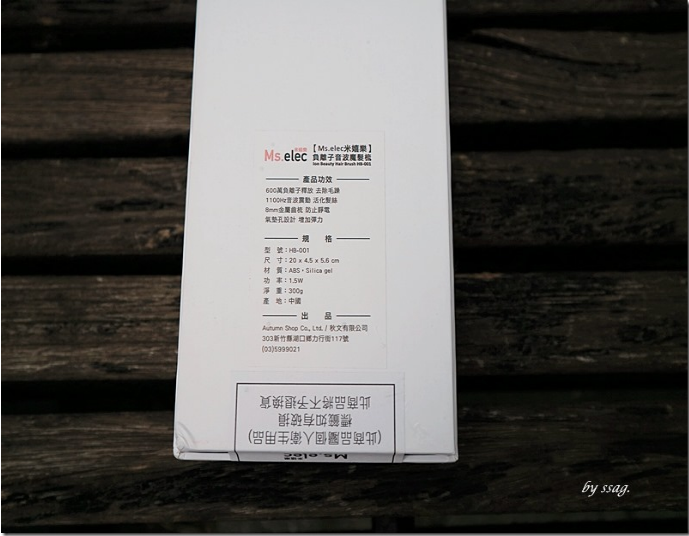 Ms.elec 米嬉樂
【Ms.elec米嬉樂】
負離子音波魔髮梳
Ion Beauty Hair Brush HB-001
產品功效
600萬負離子釋放 去除毛躁
1100Hz音波震動 活化髮絲
8mm金屬曲梳 防止靜電
氣墊孔設計 增加彈力
規 格
型 號：HB-001
尺 寸：20 x 4.5 x 5.6 cm
材 質：ABS、Silica gel
功 率：1.5W
淨 重：300g
產 地：中國
出 品
Autumn Shop Co., Ltd. / 秋文有限公司
303新竹縣湖口鄉力行街117號
(03)5999021
(此商品屬個人衛生用品)
標籤如有破損
此商品將不予退換貨
Ms.elec
by ssag.